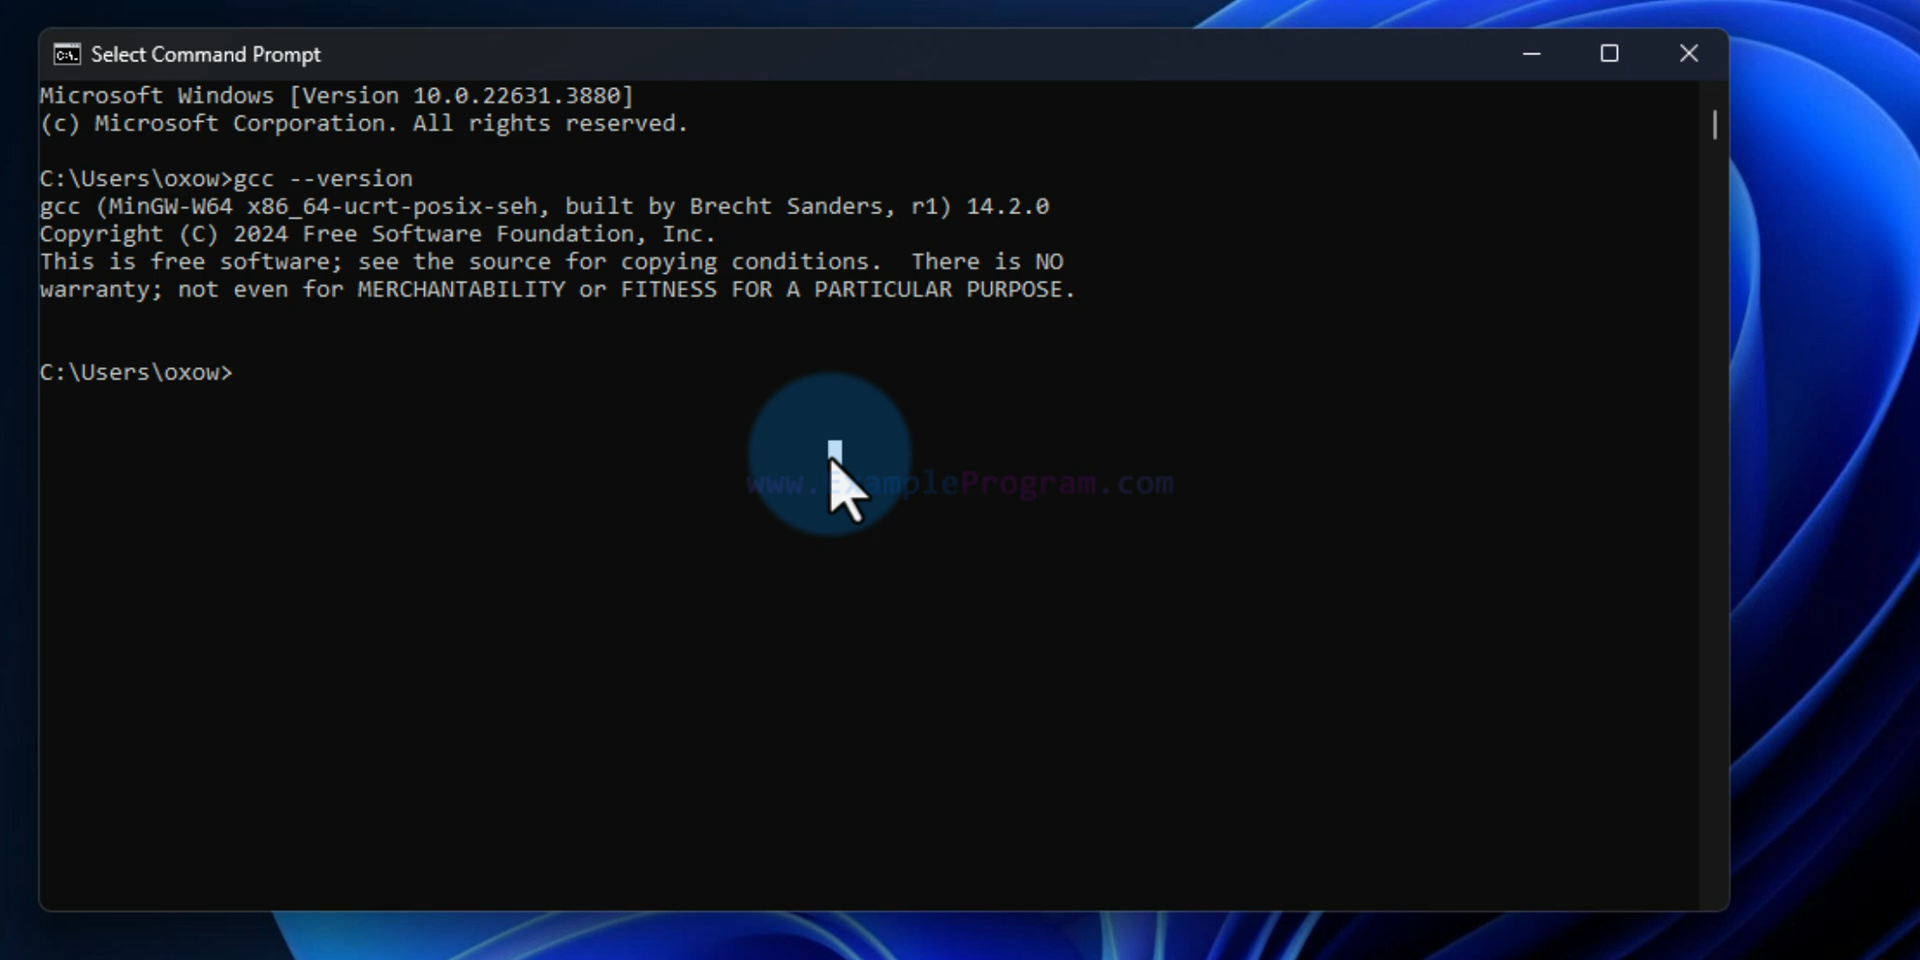 Select Command Prompt
Microsoft Windows [Version 10.0.22631.3880]
(c) Microsoft Corporation. All rights reserved.
C:\Users\oxow>gcc --version
gcc (MinGW-W64 x86_64-ucrt-posix-seh, built by Brecht Sanders, r1) 14.2.0
Copyright (C) 2024 Free Software Foundation, Inc.
This is free software; see the source for copying conditions.  There is NO
warranty; not even for MERCHANTABILITY or FITNESS FOR A PARTICULAR PURPOSE.
C:\Users\oxow>
www.ExampleProgram.com